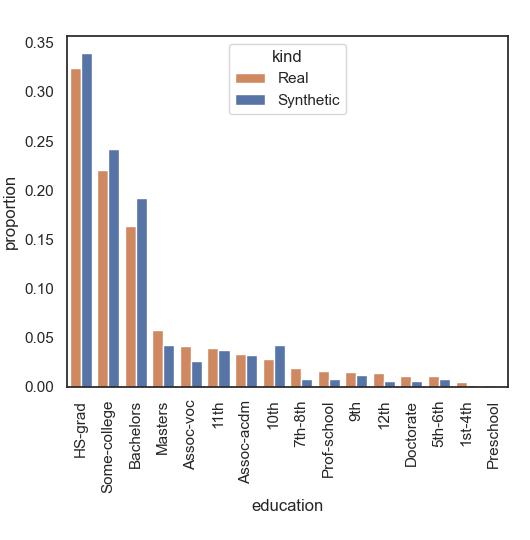 0.35
0.30
0.25
0.20
0.15
0.10
0.05
0.00
proportion
kind
Real
Synthetic
HS-grad
Some-college
Bachelors
Masters
Assoc-voc
11th
Assoc-acdm
10th
7th-8th
Prof-school
9th
12th
Doctorate
5th-6th
1st-4th
Preschool
education